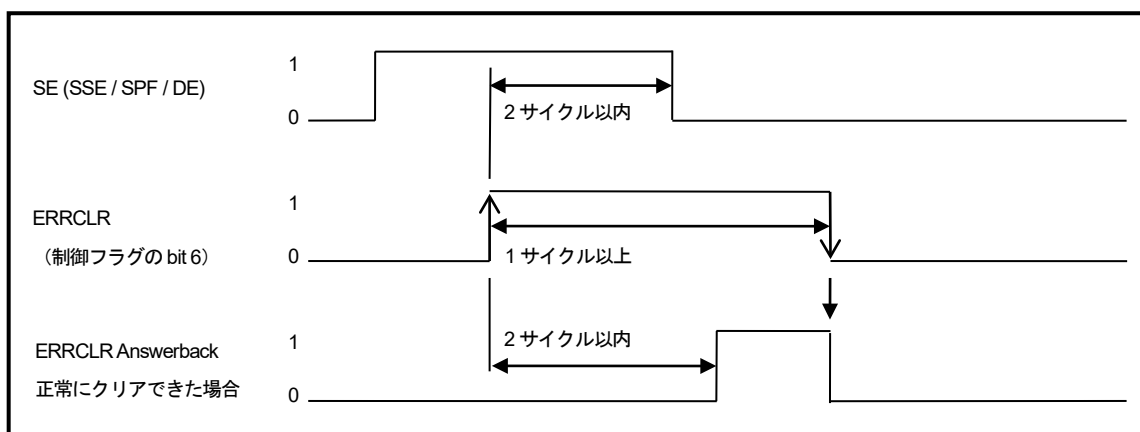 1
SE (SSE / SPF / DE)
0
2 サイクル以内
1
ERRCLR
（制御フラグの bit 6）
0
1 サイクル以上
2 サイクル以内
1
ERRCLR Answerback
正常にクリアできた場合
0